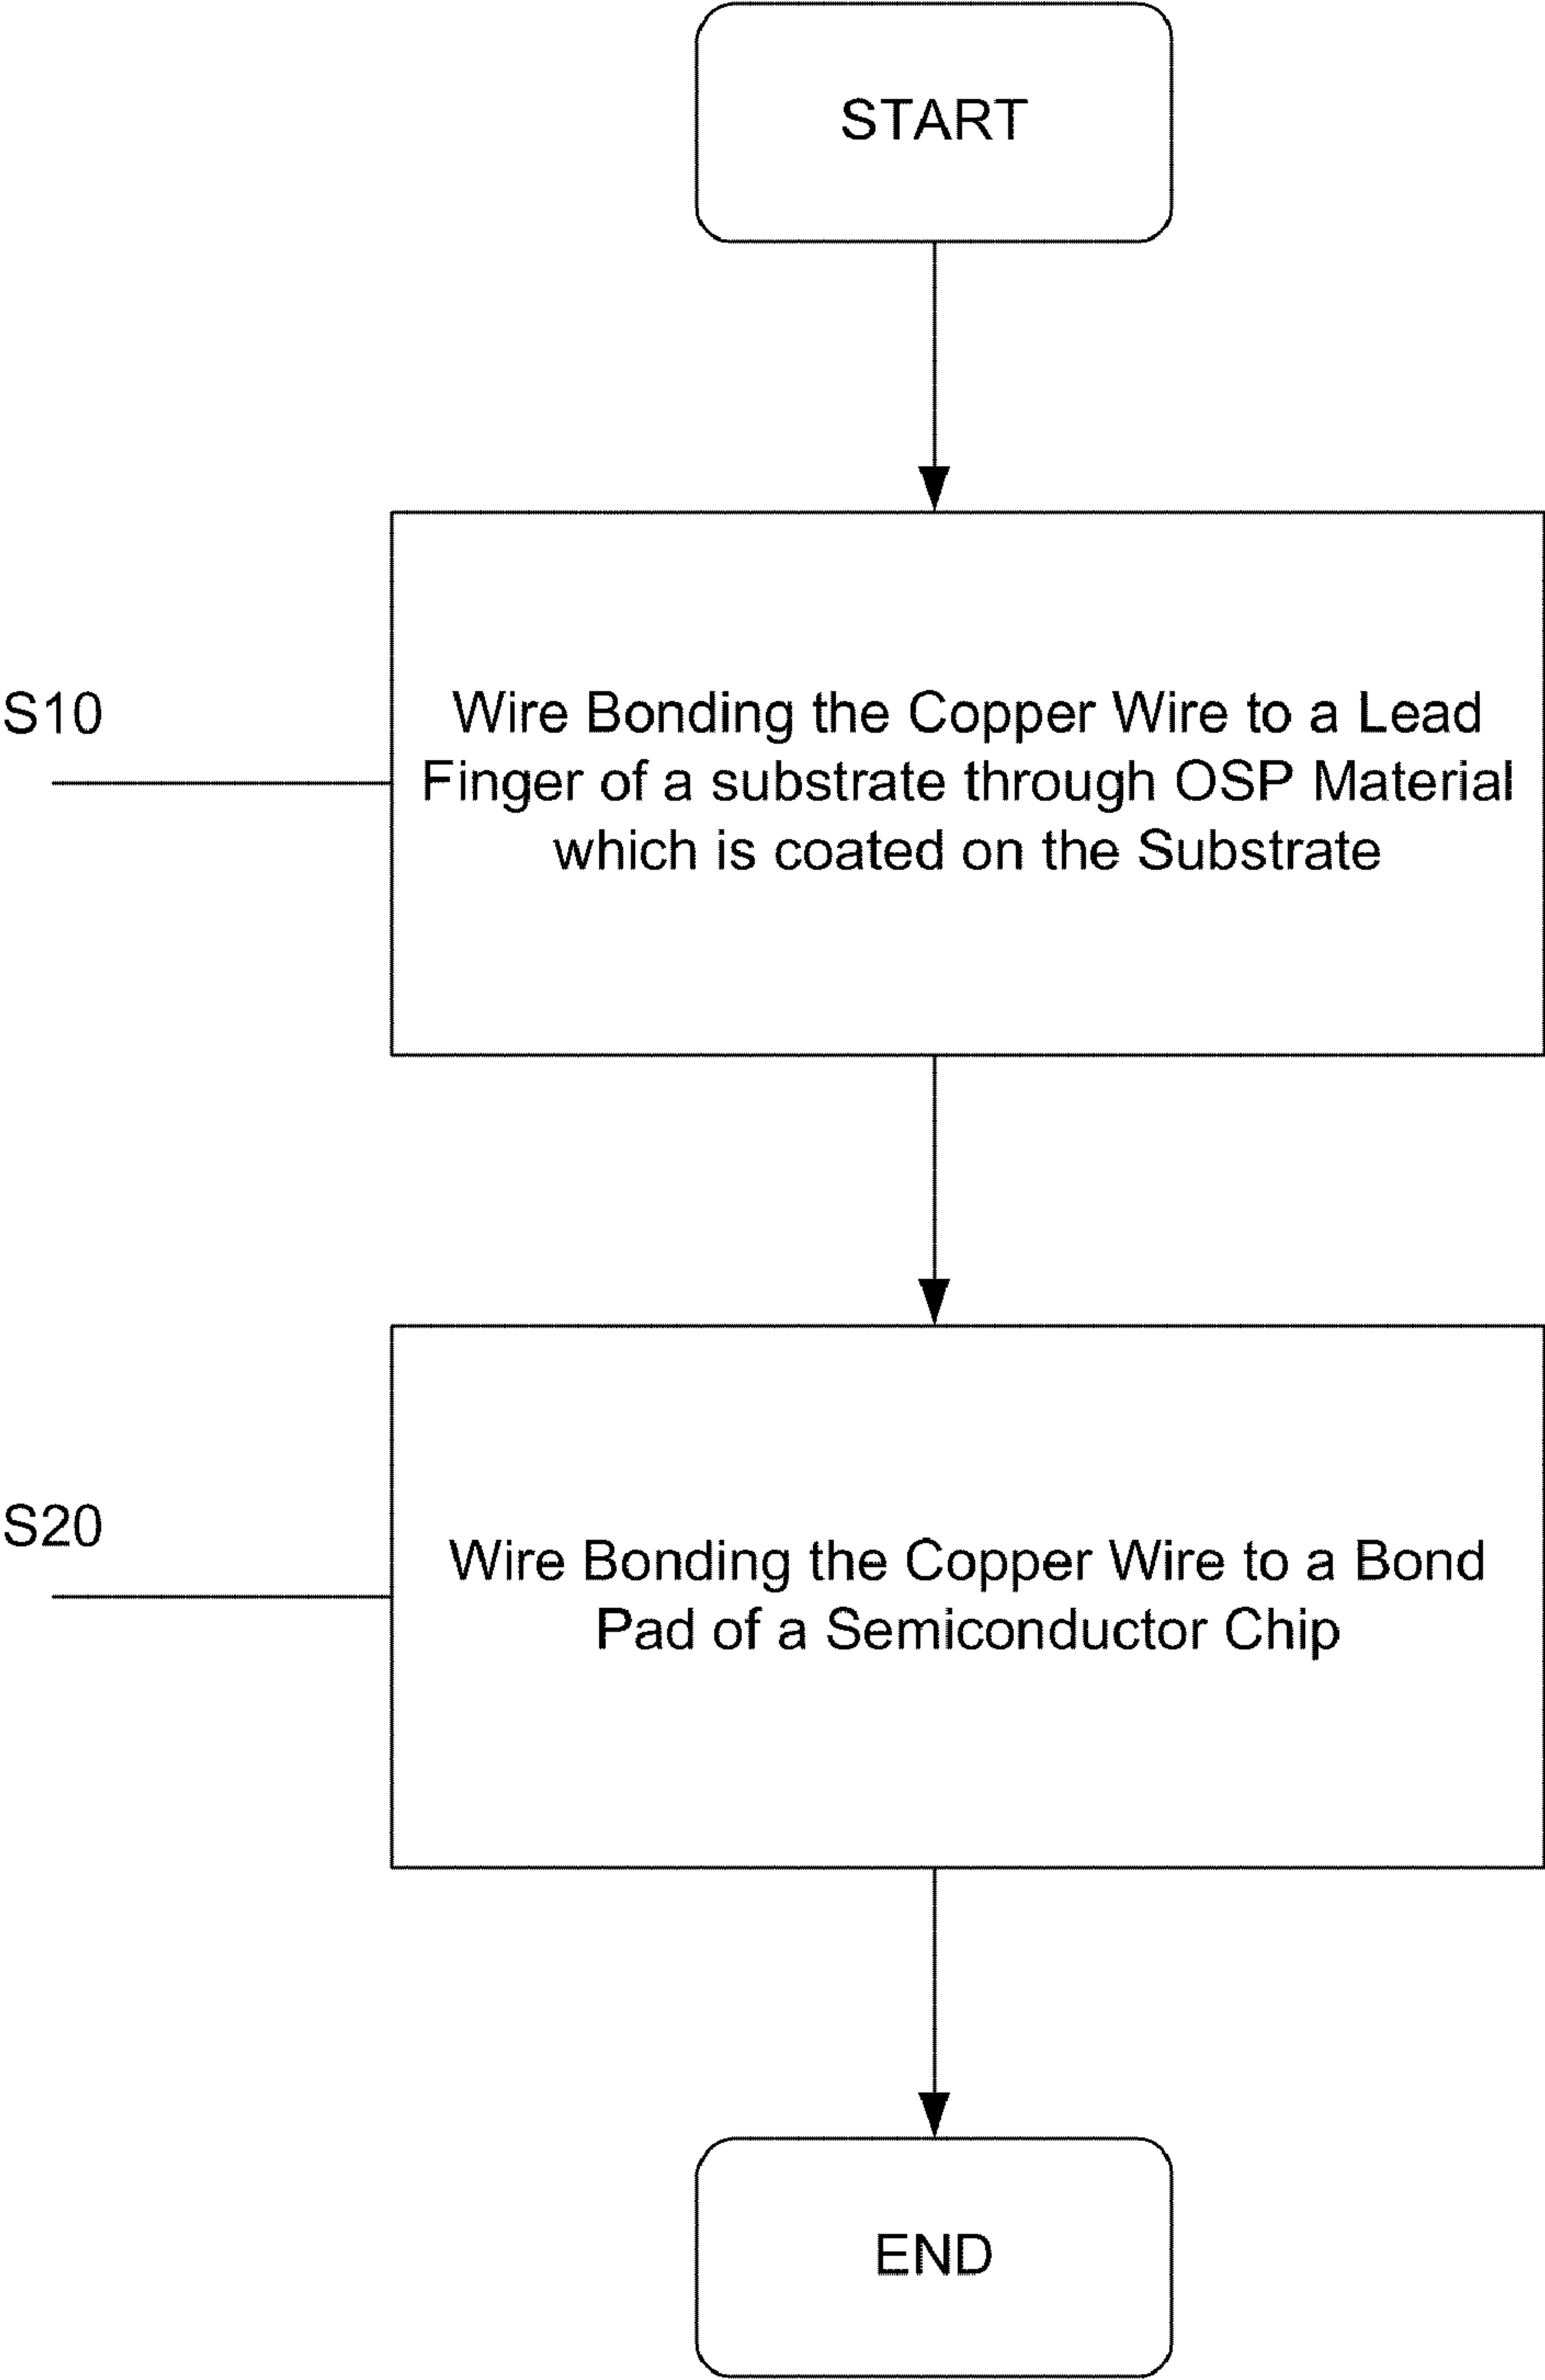 START
S10
Wire Bonding the Copper Wire to a Lead
Finger of a substrate through OSP Material
which is coated on the Substrate
S20
Wire Bonding the Copper Wire to a Bond
Pad of a Semiconductor Chip
END